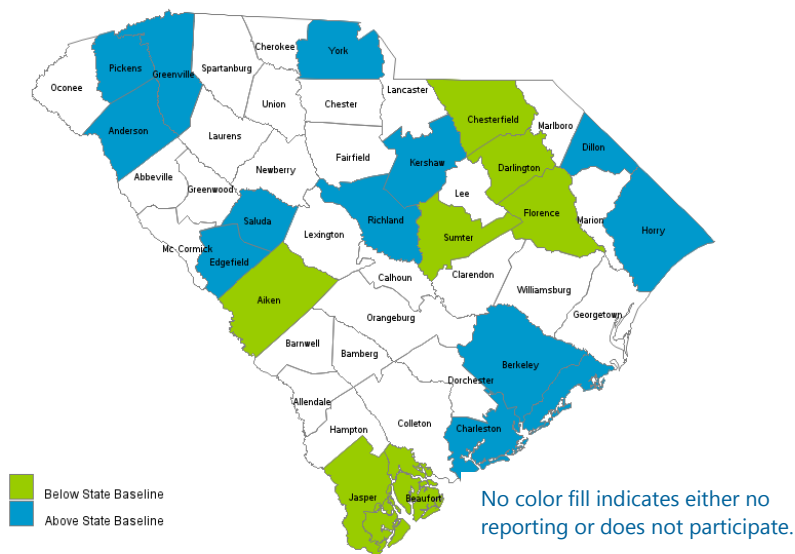 Cherokee
York
Pickens
Greenville
Spartanburg
Oconee
Lancaster
Union
Chester
Chesterfield
Anderson
Marlboro
Laurens
Dillon
Fairfield
Kershaw
Darlington
Abbeville
Newberry
Greenwood
Lee
Florence
Saluda
Richland
Marion
Horry
Lexington
Sumter
Mc Cormick
Edgefield
Calhoun
Clarendon
Williamsburg
Aiken
Georgetown
Orangeburg
Barnwell
Bamberg
Berkeley
Dorchester
Allendale
Colleton
Charleston
Hampton
Jasper
Beaufort
Below State Baseline
Above State Baseline
No color fill indicates either no
reporting or does not participate.